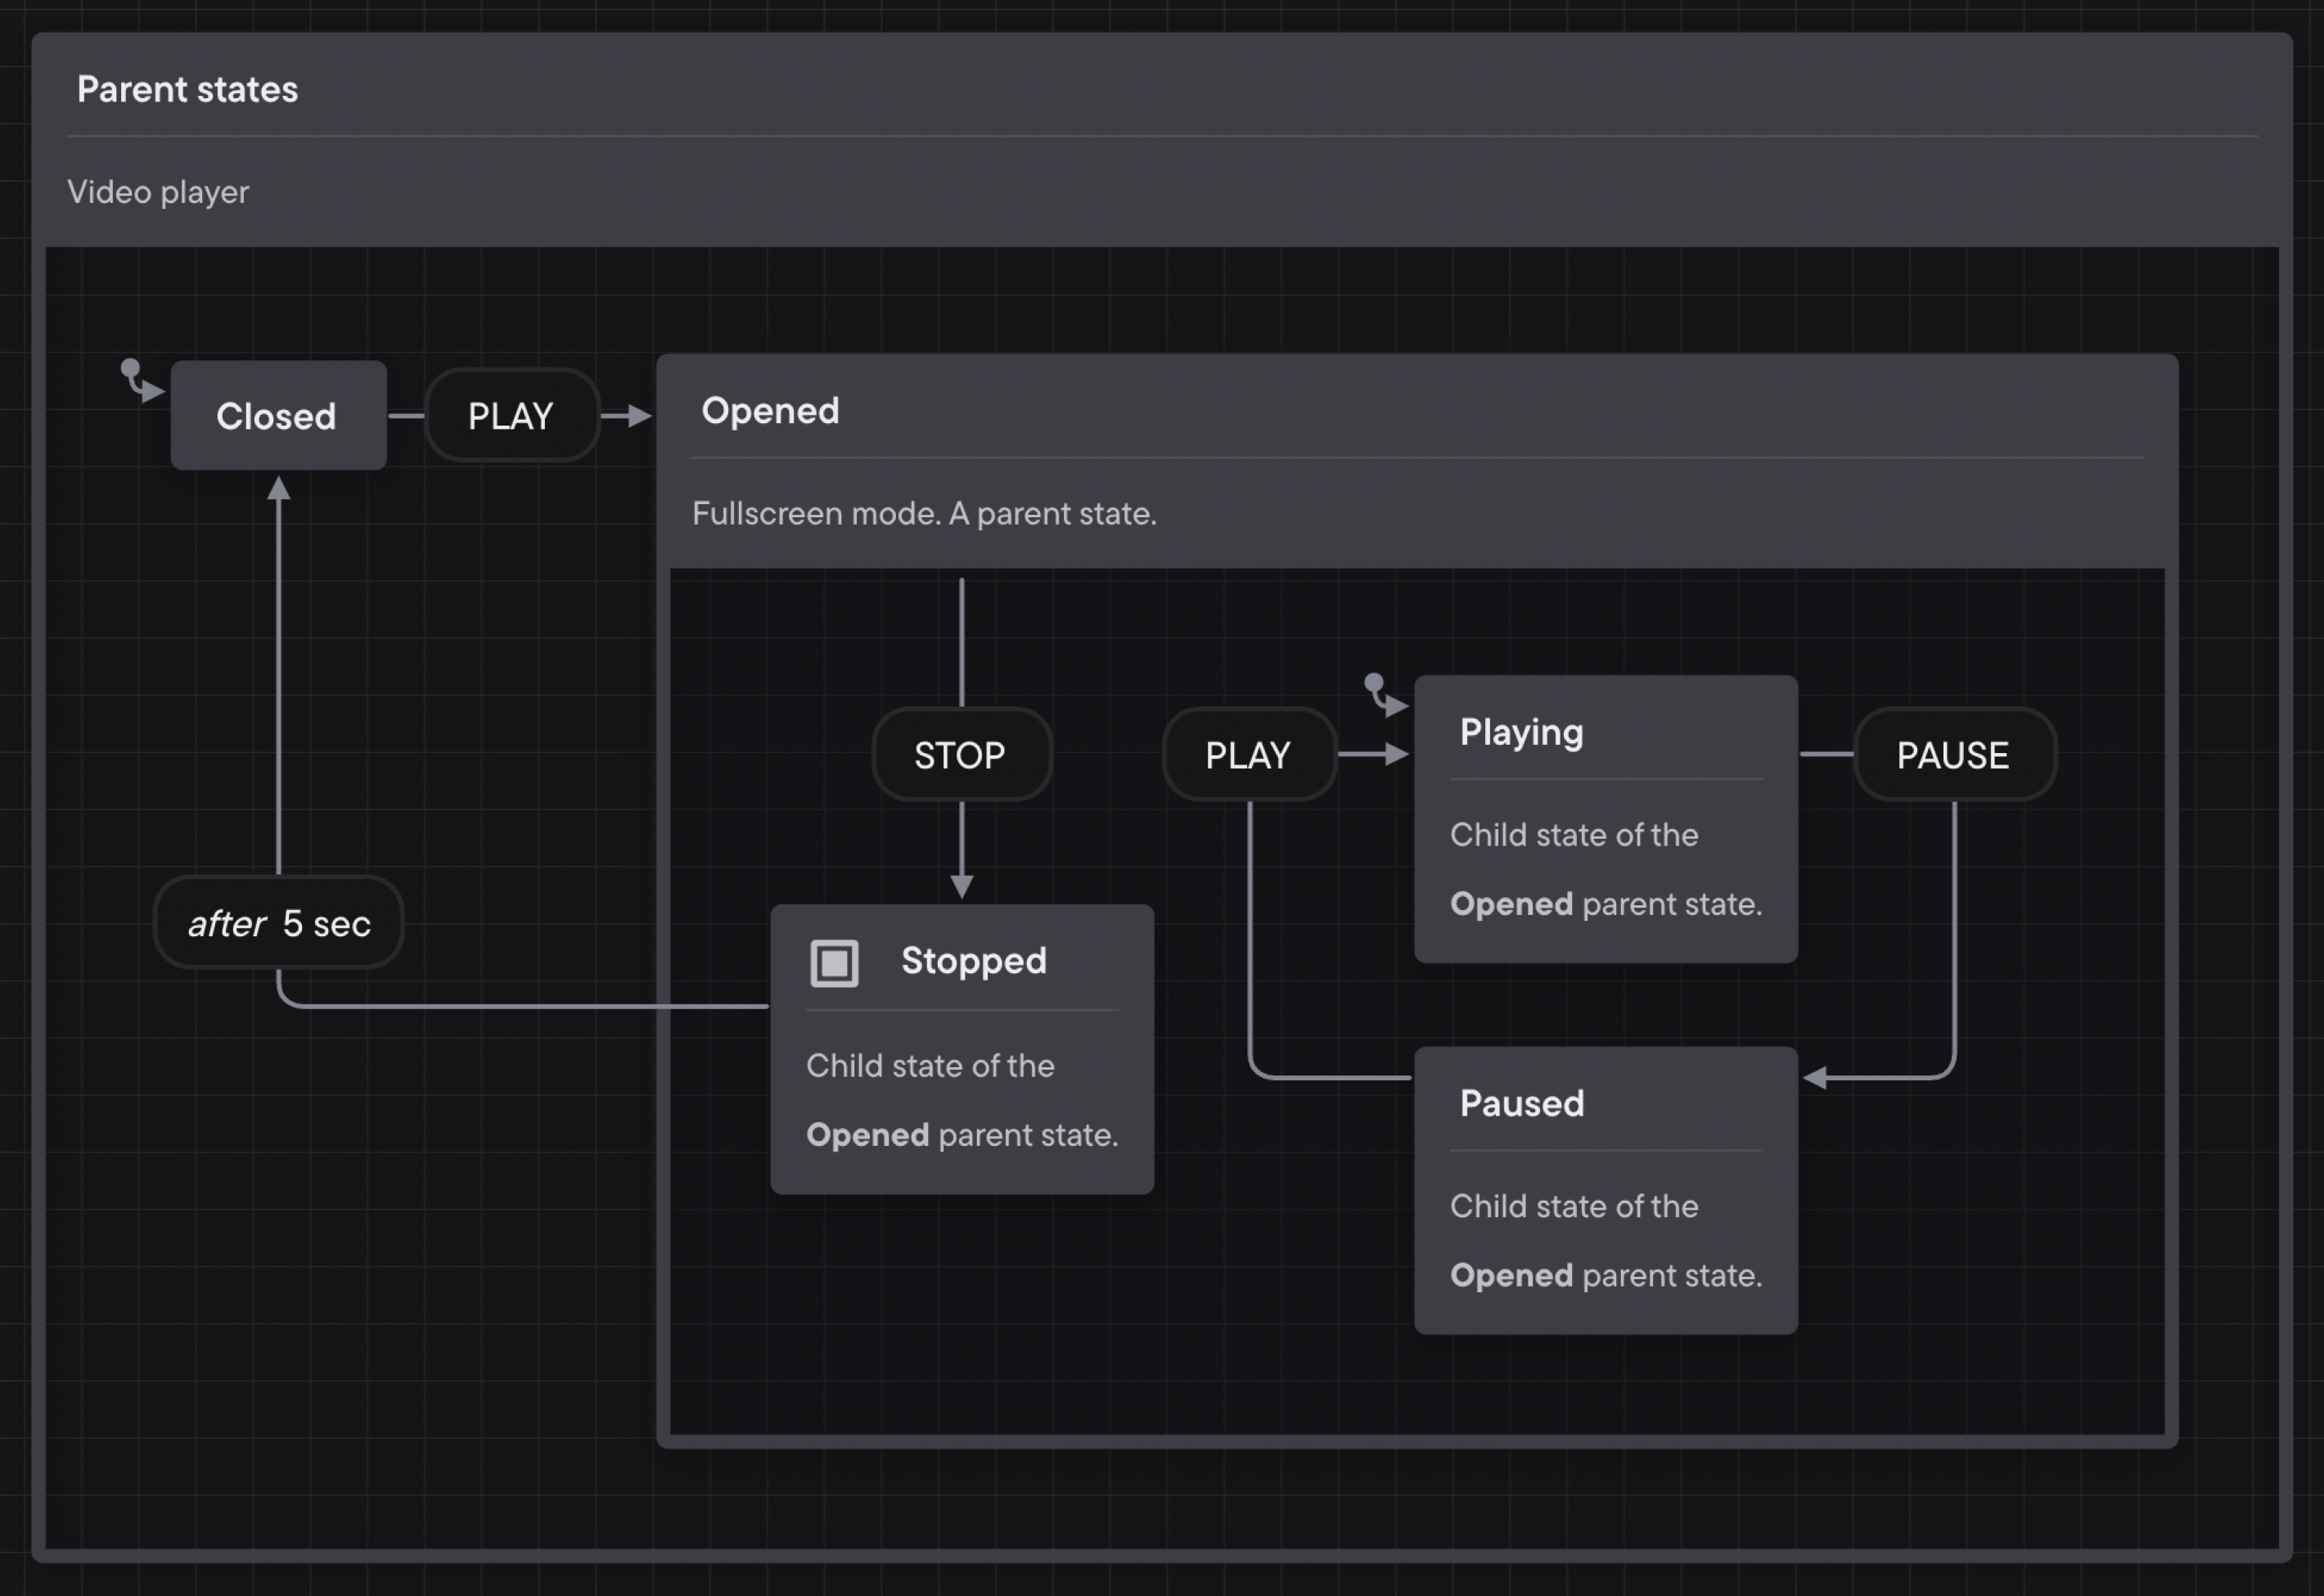 Parent states
Video player
Closed
PLAY
Opened
Fullscreen mode. A parent state.
STOP
PLAY
Playing
Child state of the
Opened parent state.
PAUSE
after 5 sec
Stopped
Child state of the
Opened parent state.
Paused
Child state of the
Opened parent state.